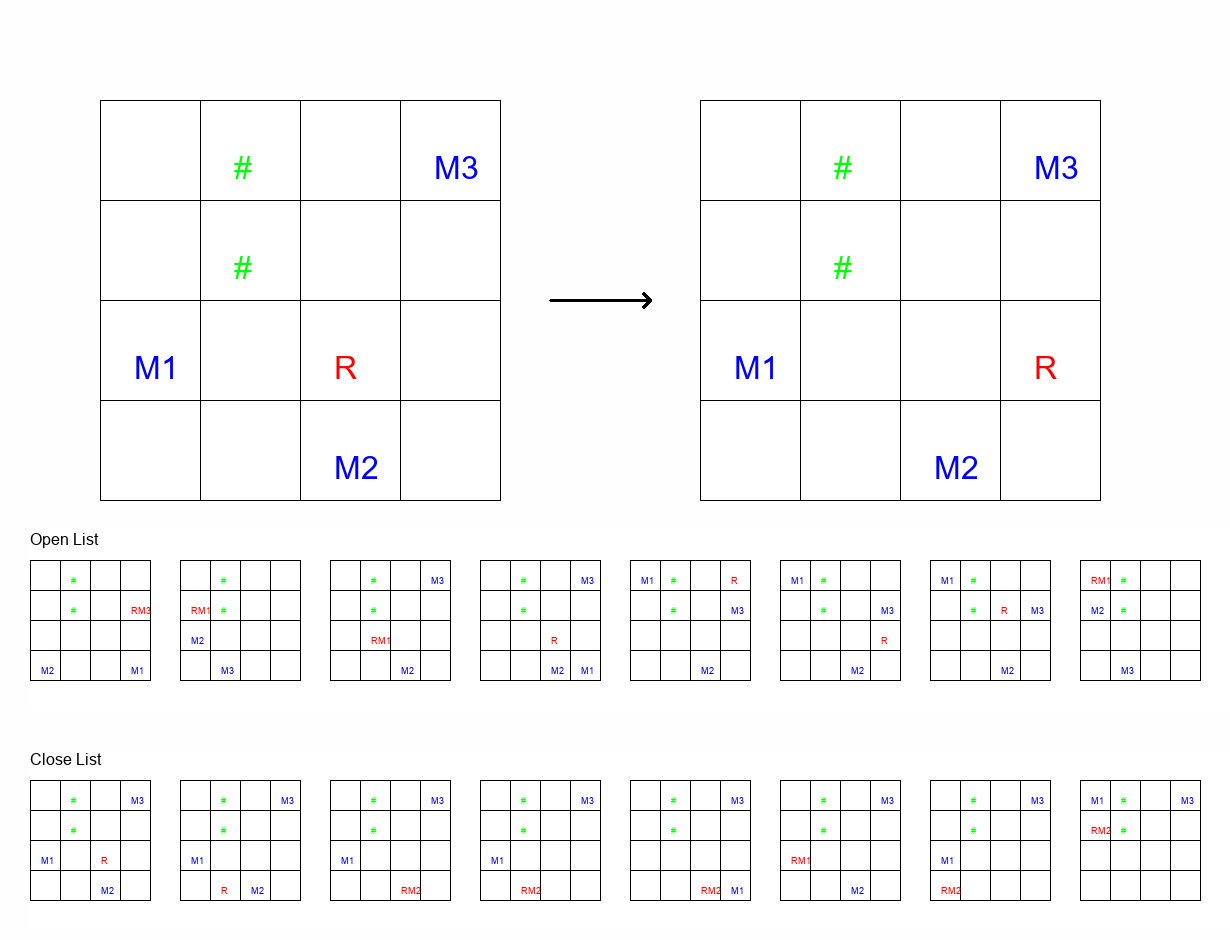 # M3 # M3
# #
M1 R M1 R
M2 M2
Open List
# # # M3 # M3 M1 # R M1 # M1 # RM1 #
# RM3 RM1 # # # # M3 # M3 # R M3 M2 #
M2 RM1 R R
M2 M1 M3 M2 M2 M1 M2 M2 M2 M3
Close List
# M3 # M3 # M3 # M3 # M3 # M3 # M3 M1 # M3
# # # # # # # RM2 #
M1 R M1 M1 M1 RM1 M1
M2 R M2 RM2 RM2 RM2 M1 M2 RM2